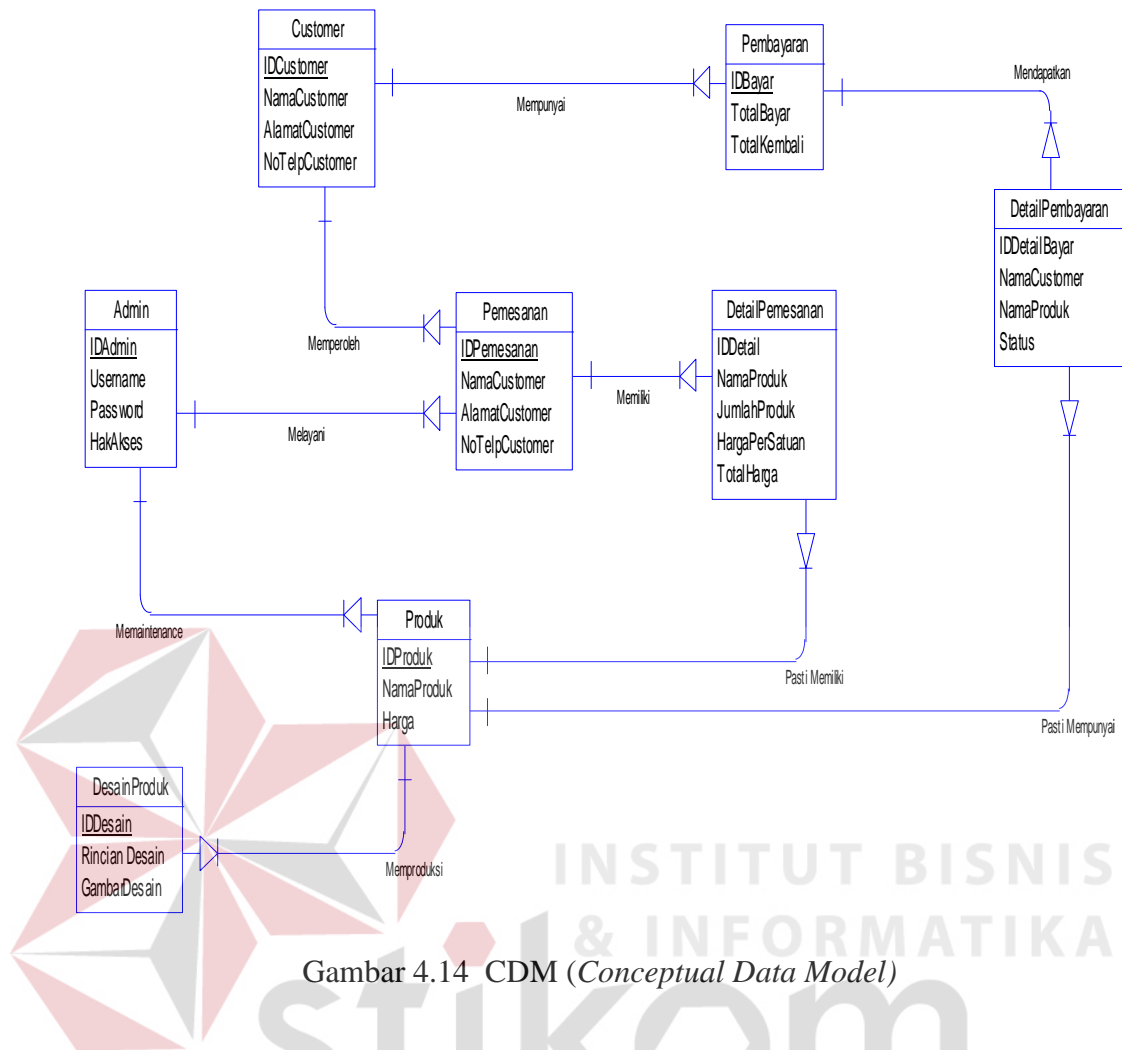 Customer
IDCustomer
NamaCustomer
AlamatCustomer
NoTelpCustomer
Pembayaran
IDBayar
TotalBayar
TotalKembali
Mempunyai
Mendapatkan
DetailPembayaran
IDDetailBayar
NamaCustomer
NamaProduk
Status
Admin
IDAdmin
Username
Password
HakAkses
Memperoleh
Melayani
Pemesanan
IDPemesanan
NamaCustomer
AlamatCustomer
NoTelpCustomer
Memiliki
DetailPemesanan
IDDetail
NamaProduk
JumlahProduk
HargaPerSatuan
TotalHarga
Memaintenance
Produk
IDProduk
NamaProduk
Harga
Pasti Memiliki
Pasti Mempunyai
DesainProduk
IDDesain
Rincian Desain
GambarDesain
Memproduksi
INSTITUT BISNIS
& INFORMATIKA
Gambar 4.14 CDM (Conceptual Data Model)
stikom